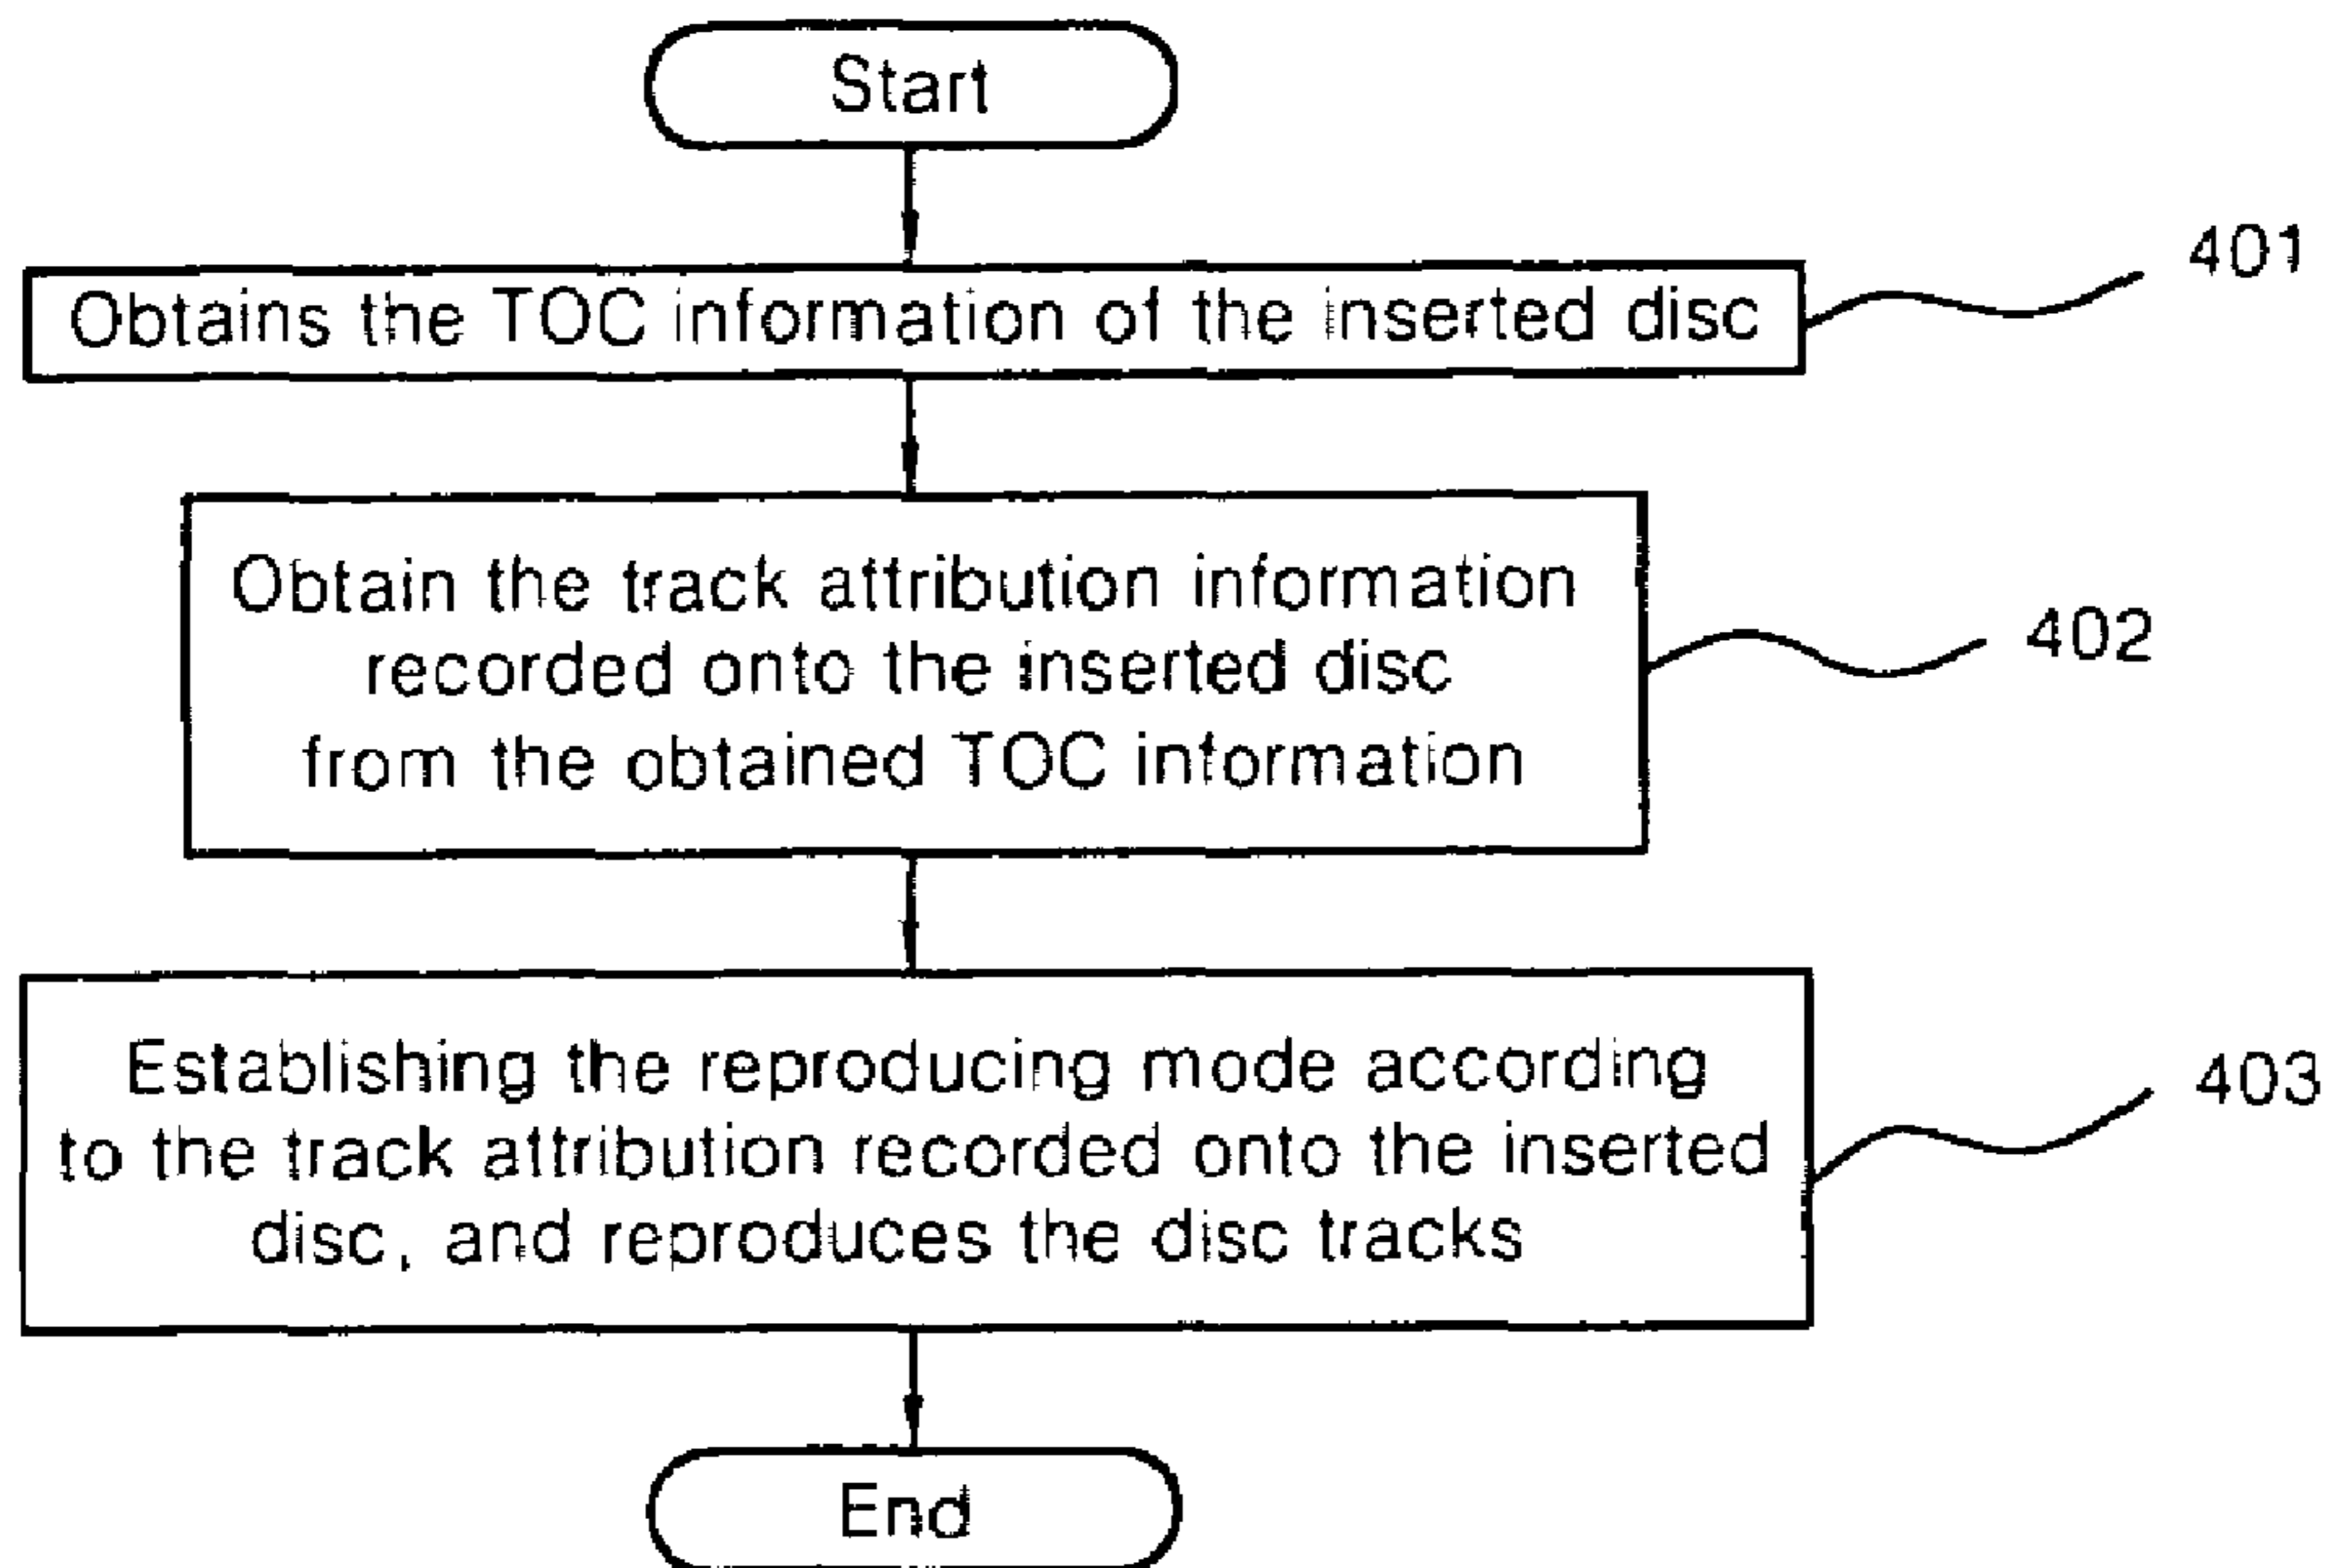 Start
Obtains the TOC information of the inserted disc
401
Obtain the track attribution information
recorded onto the inserted disc
from the obtained TOC information
402
Establishing the reproducing mode according
to the track attribution recorded onto the inserted
disc, and reproduces the disc tracks
403
End